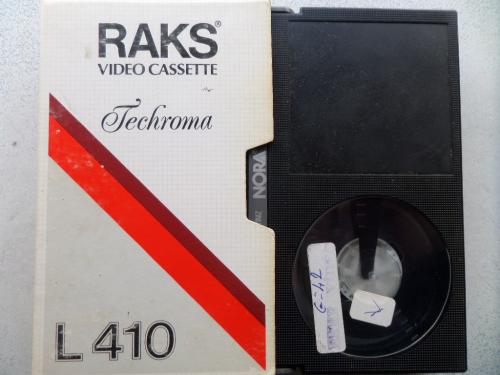 RAKS®
VIDEO CASSETTE
Techroma
L 410
NORA
G-42